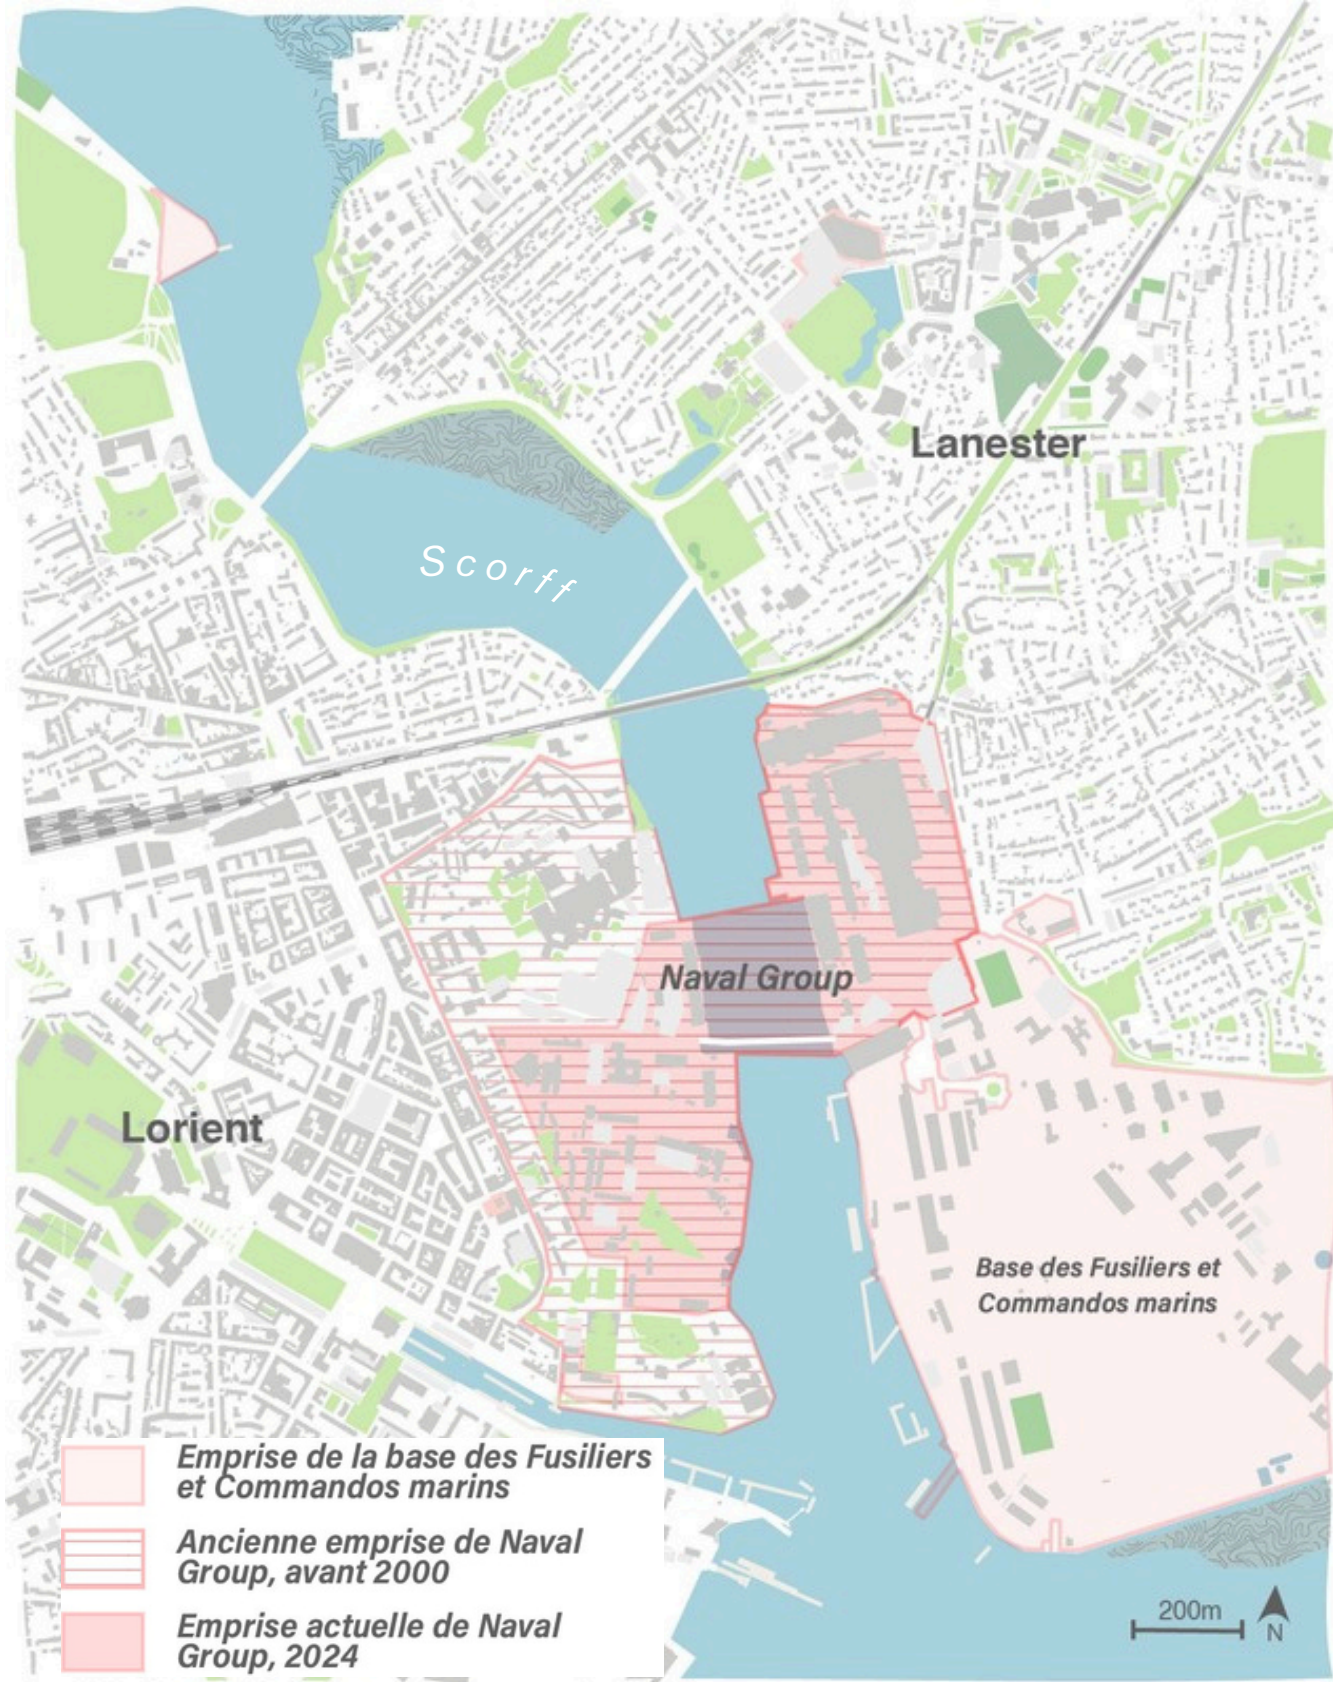 Lanester
Scorff
Naval Group
Lorient
Base des Fusiliers et
Commandos marins
Emprise de la base des Fusiliers
et Commandos marins
Ancienne emprise de Naval
Group, avant 2000
Emprise actuelle de Naval
Group, 2024
200m
N